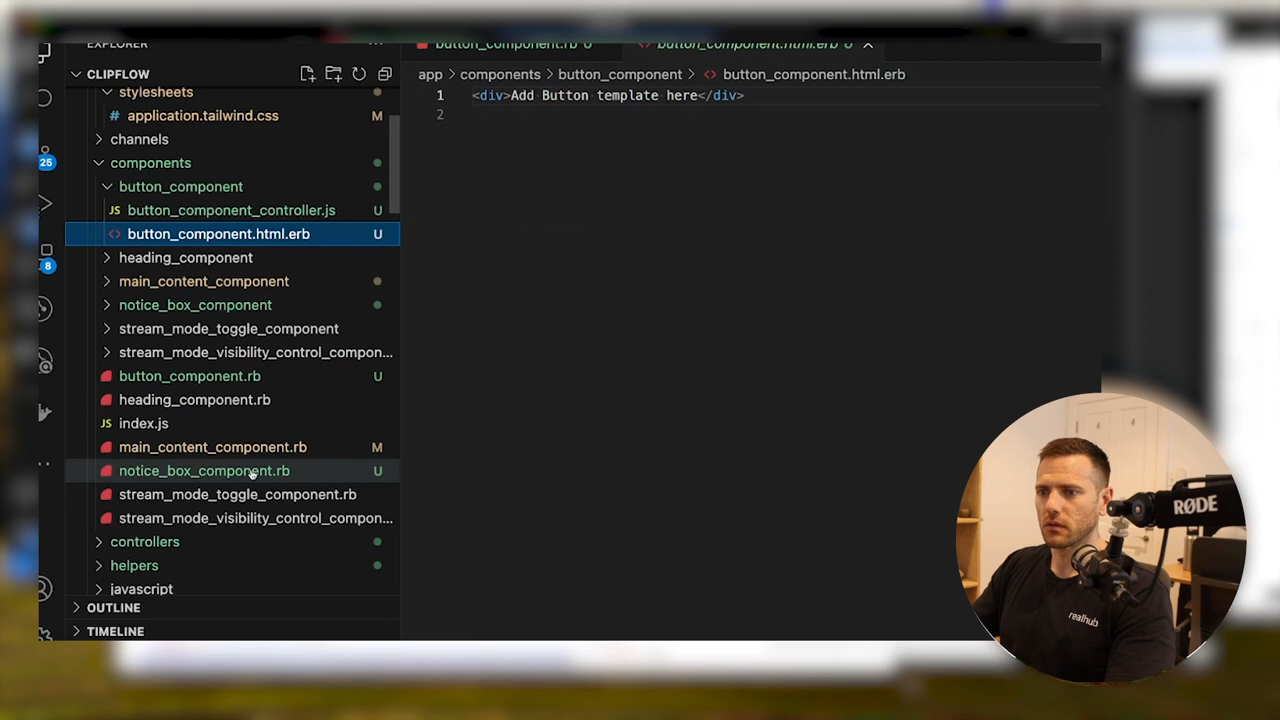 EXPLORER
CLIPFLOW
stylesheets
# application.tailwind.css M
channels
components
button_component
JS button_component_controller.js U
<> button_component.html.erb U
heading_component
main_content_component
notice_box_component
stream_mode_toggle_component
stream_mode_visibility_control_compon...
button_component.rb U
heading_component.rb
JS index.js
main_content_component.rb M
notice_box_component.rb U
stream_mode_toggle_component.rb
stream_mode_visibility_control_compon...
controllers
helpers
javascript
OUTLINE
TIMELINE
25
8
button_component.rb U
<> button_component.html.erb U
app > components > button_component > <> button_component.html.erb
1 <div>Add Button template here</div>
2
RØDE
realhub